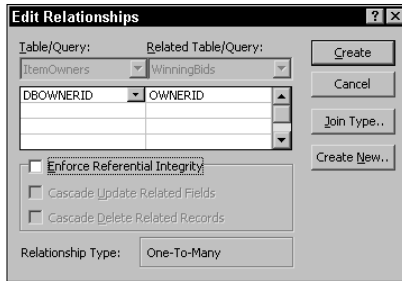 Edit Relationships
Table/Query: Related Table/Query:
ItemOwners WinningBids
DBOWNERID OWNERID
Enforce Referential Integrity
Cascade Update Related Fields
Cascade Delete Related Records
Relationship Type: One-To-Many
Create
Cancel
Join Type..
Create New..